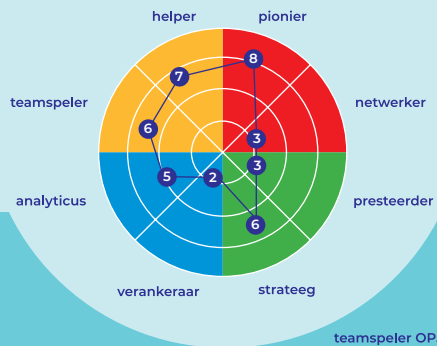 helper pionier
8
7
teamspeler netwerker
6
3
3
5
2
analyticus presteerder
6
verankeraar strateeg
teamspeler OP